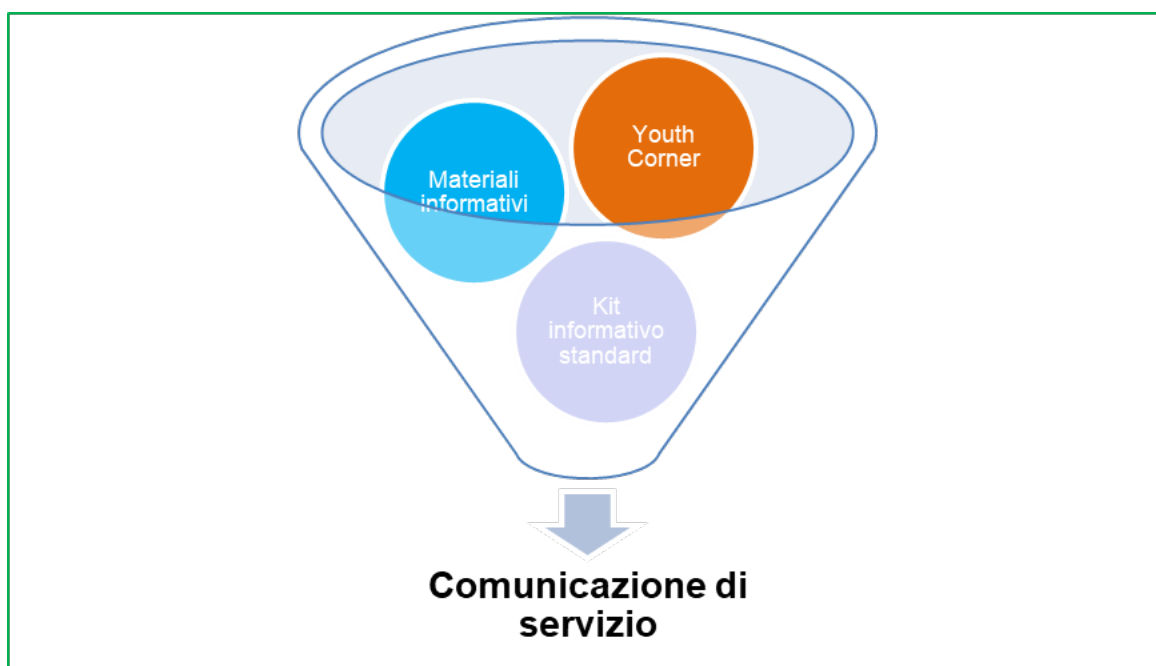 Youth
Corner
Materiali
informativi
Kit
informativo
standard
Comunicazione di
servizio